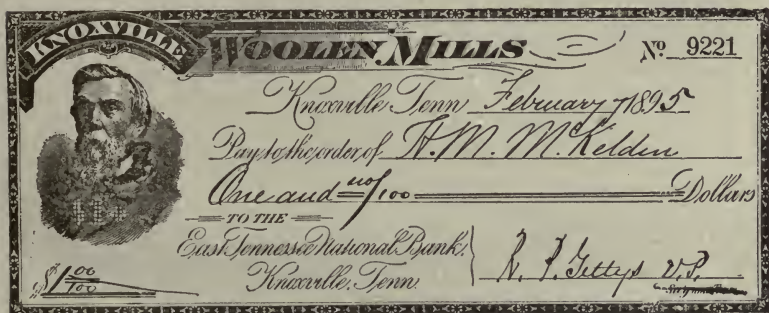 KNOXVILLE WOOLEN MILLS Nº 9221
Knoxville, Tenn February 7 1895
Pay to the order of H. M. McKeldin
One and no/100 Dollars
TO THE
East Tennessee National Bank,
Knoxville, Tenn. R. P. Gettys V.P.
$1 00/100